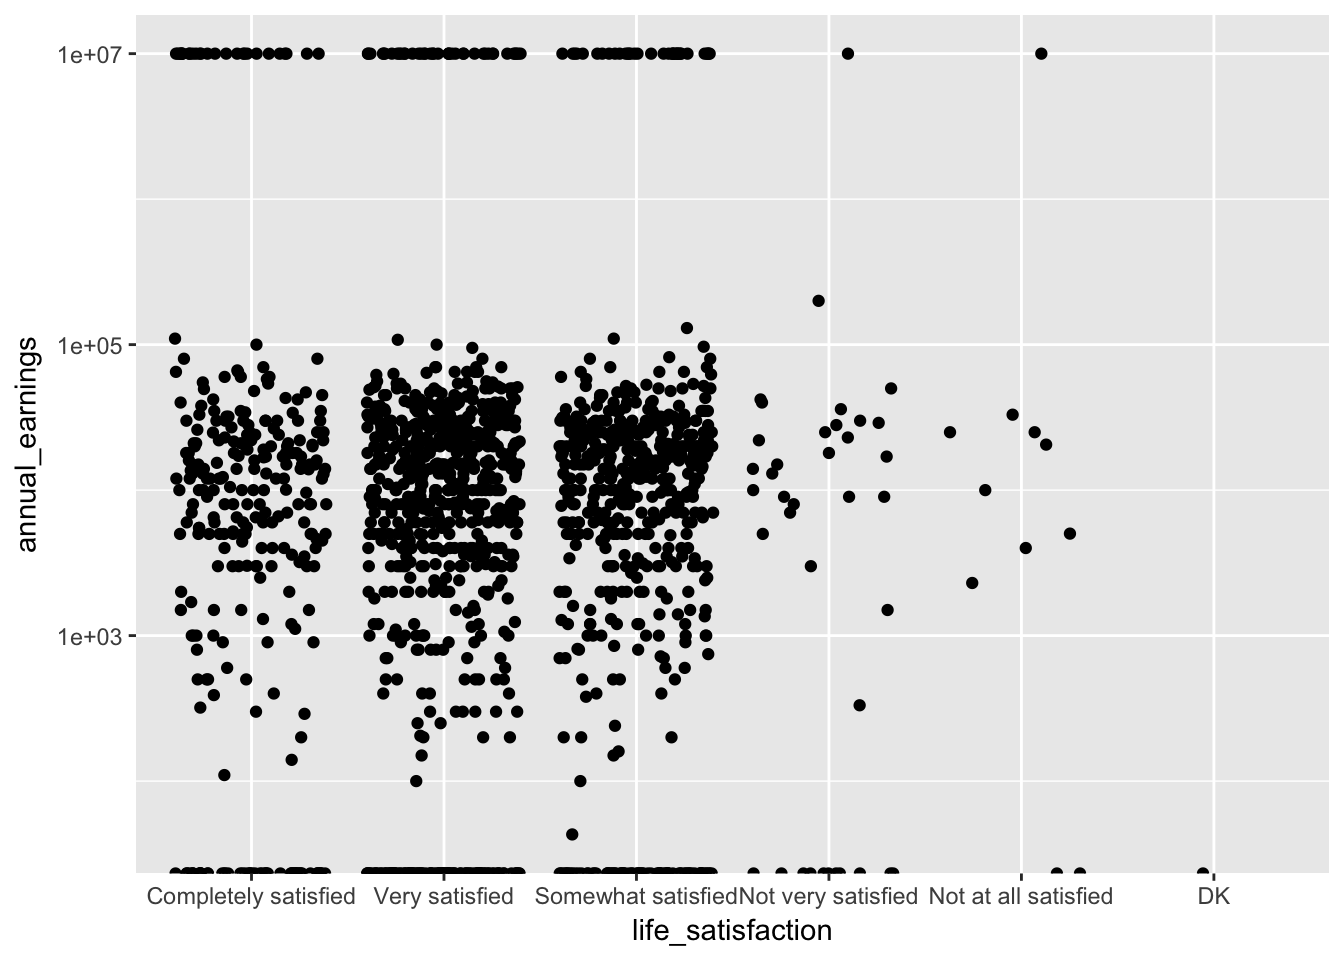 1e+07
1e+05
1e+03
annual_earnings
Completely satisfied Very satisfied Somewhat satisfied Not very satisfied Not at all satisfied DK
life_satisfaction